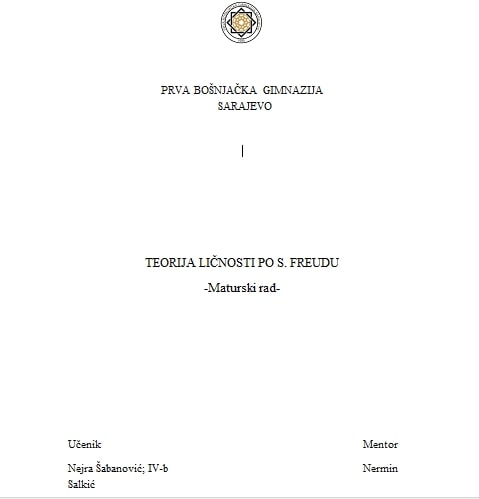 PRVA BOŠNJAČKA GIMNAZIJA
SARAJEVO
TEORIJA LIČNOSTI PO S. FREUDU
-Maturski rad-
Učenik Mentor
Nejra Šabanović; IV-b Nermin
Salkić